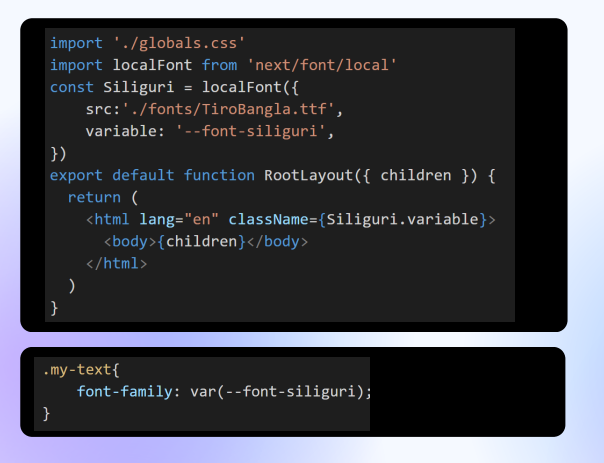 import './globals.css'
import localFont from 'next/font/local'
const Siliguri = localFont({
    src:'./fonts/TiroBangla.ttf',
    variable: '--font-siliguri',
})
export default function RootLayout({ children }) {
  return (
    <html lang="en" className={Siliguri.variable}>
      <body>{children}</body>
    </html>
  )
}
.my-text{
    font-family: var(--font-siliguri);
}